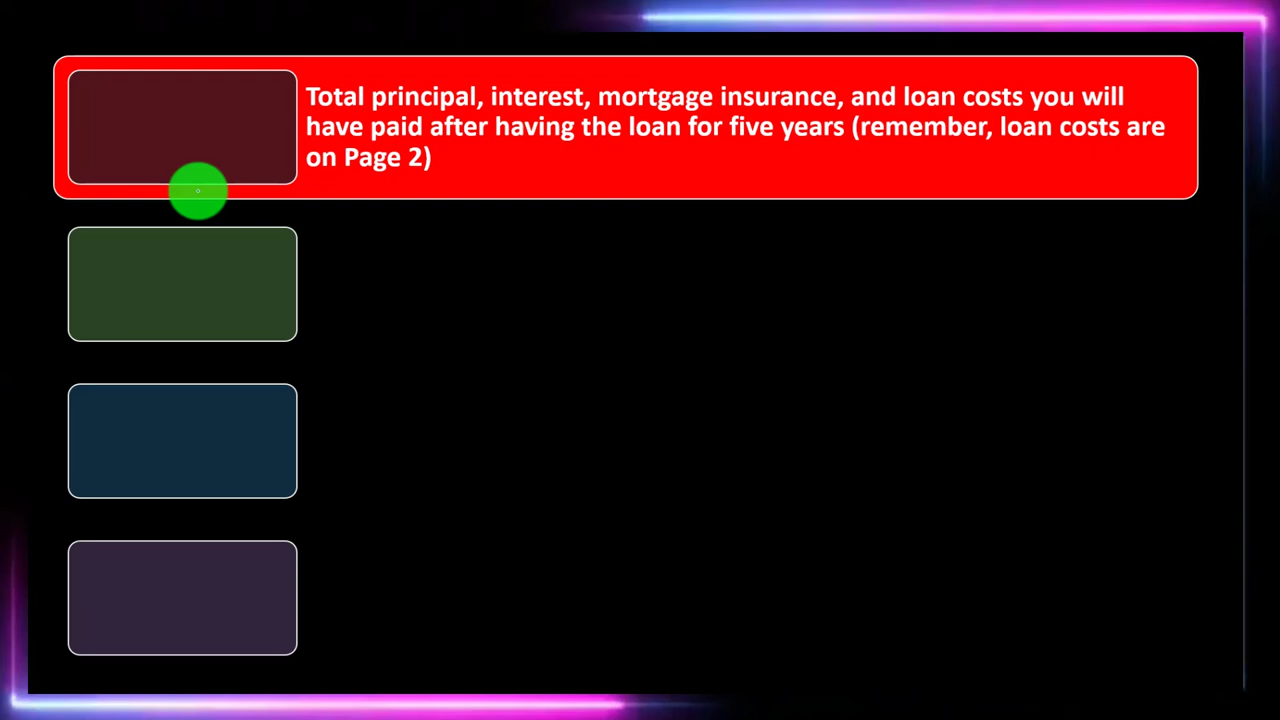 Total principal, interest, mortgage insurance, and loan costs you will
have paid after having the loan for five years (remember, loan costs are
on Page 2)